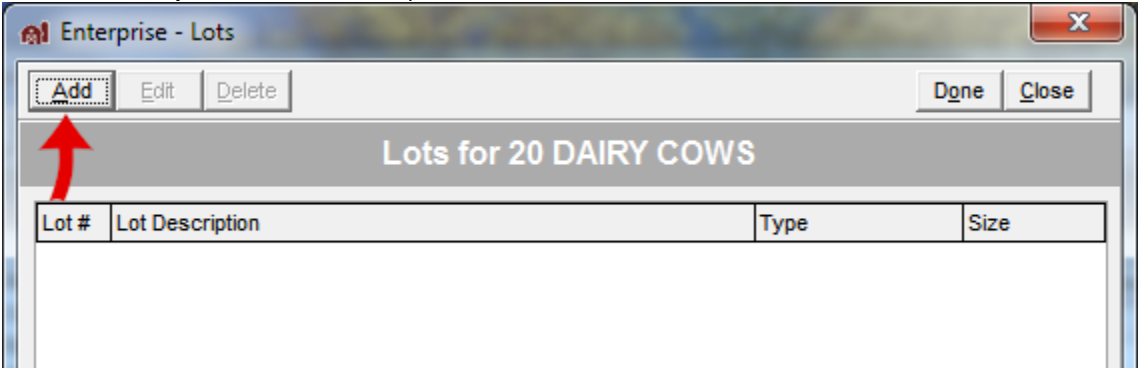 Enterprise - Lots
Add Edit Delete Done Close
Lots for 20 DAIRY COWS
Lot # Lot Description Type Size